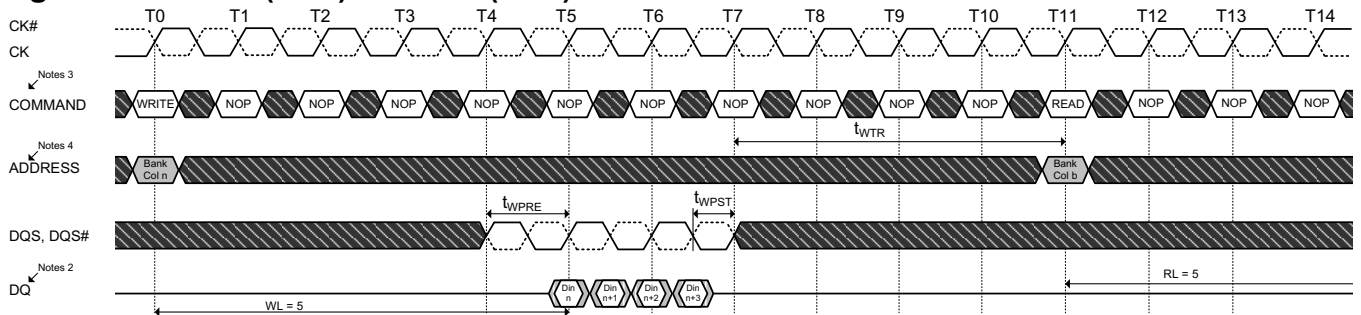 T0 T1 T2 T3 T4 T5 T6 T7 T8 T9 T10 T11 T12 T13 T14
CK#
CK
Notes 3
COMMAND WRITE NOP NOP NOP NOP NOP NOP NOP NOP NOP NOP READ NOP NOP NOP
tWTR
Notes 4
ADDRESS
Bank Col n
Bank Col b
tWPRE
tWPST
DQS, DQS#
Notes 2
DQ
Din n
Din n+1
Din n+2
Din n+3
RL = 5
WL = 5